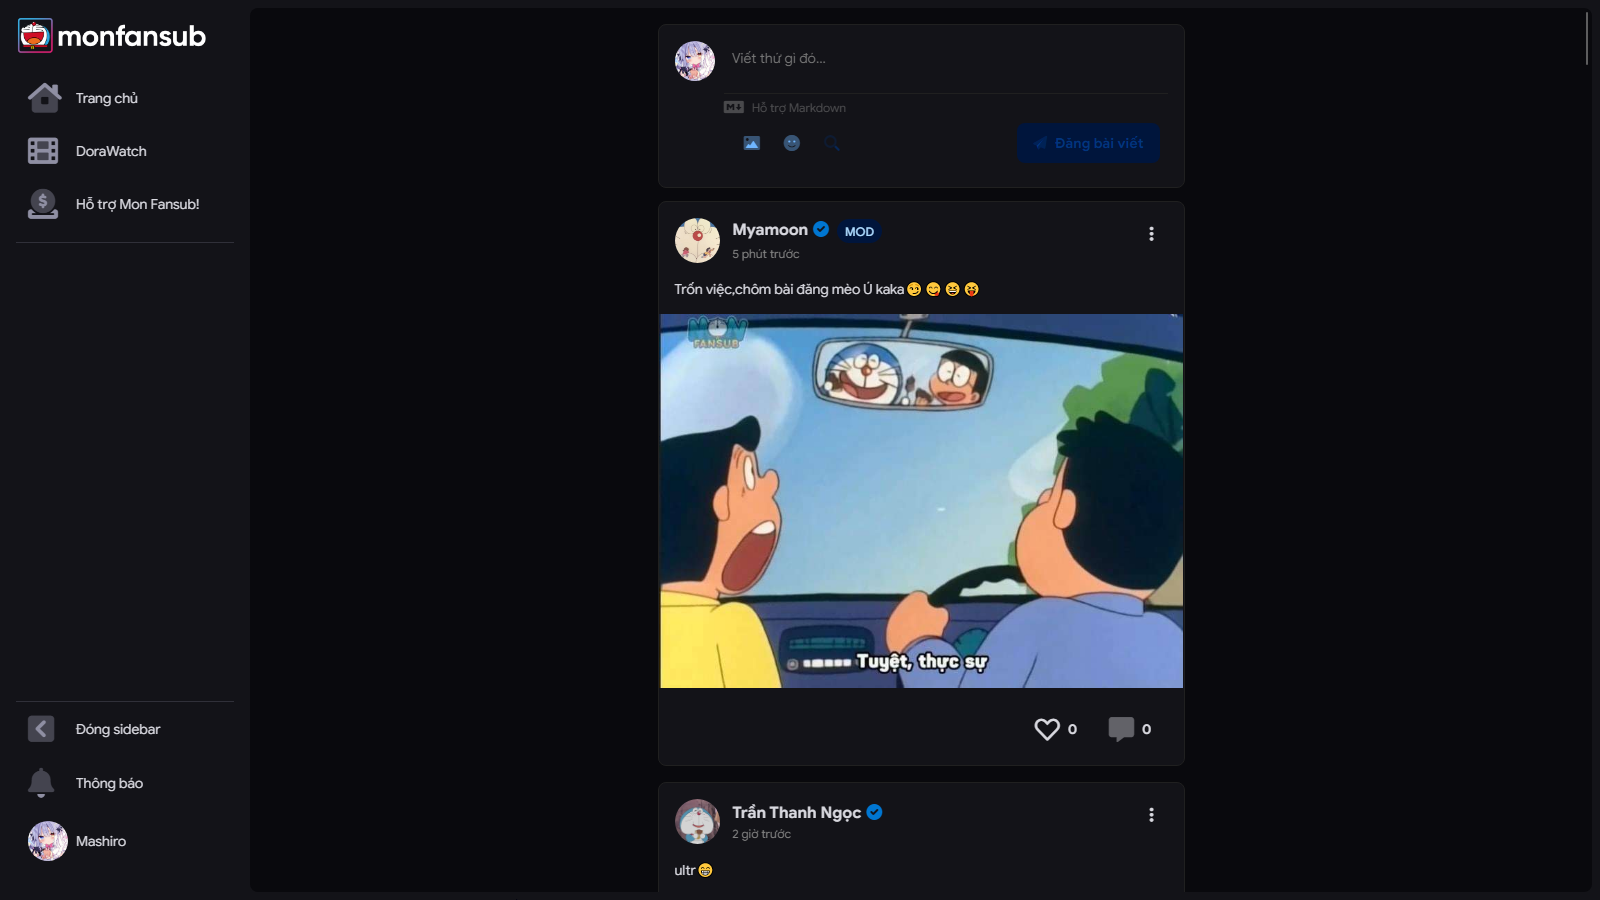 monfansub
Trang chủ
DoraWatch
Hỗ trợ Mon Fansub!
Đóng sidebar
Thông báo
Mashiro
Viết thứ gì đó...
Hỗ trợ Markdown
Đăng bài viết
Myamoon MOD
5 phút trước
Trốn việc,chôm bài đăng mèo Ú kaka
MON
FANSUB
Tuyệt, thực sự
0 0
Trần Thanh Ngọc
2 giờ trước
ultr